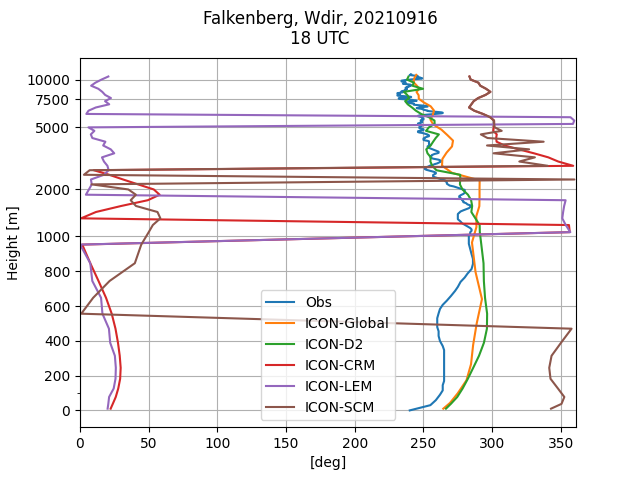 Falkenberg, Wdir, 20210916
18 UTC
10000
7500
5000
2000
1000
800
600
400
200
0
Height [m]
Obs
ICON-Global
ICON-D2
ICON-CRM
ICON-LEM
ICON-SCM
0 50 100 150 200 250 300 350
[deg]